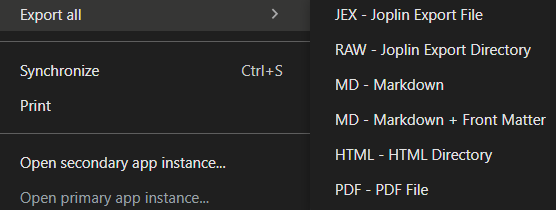 Export all
Synchronize Ctrl+S
Print
Open secondary app instance...
Open primary app instance...
JEX - Joplin Export File
RAW - Joplin Export Directory
MD - Markdown
MD - Markdown + Front Matter
HTML - HTML Directory
PDF - PDF File